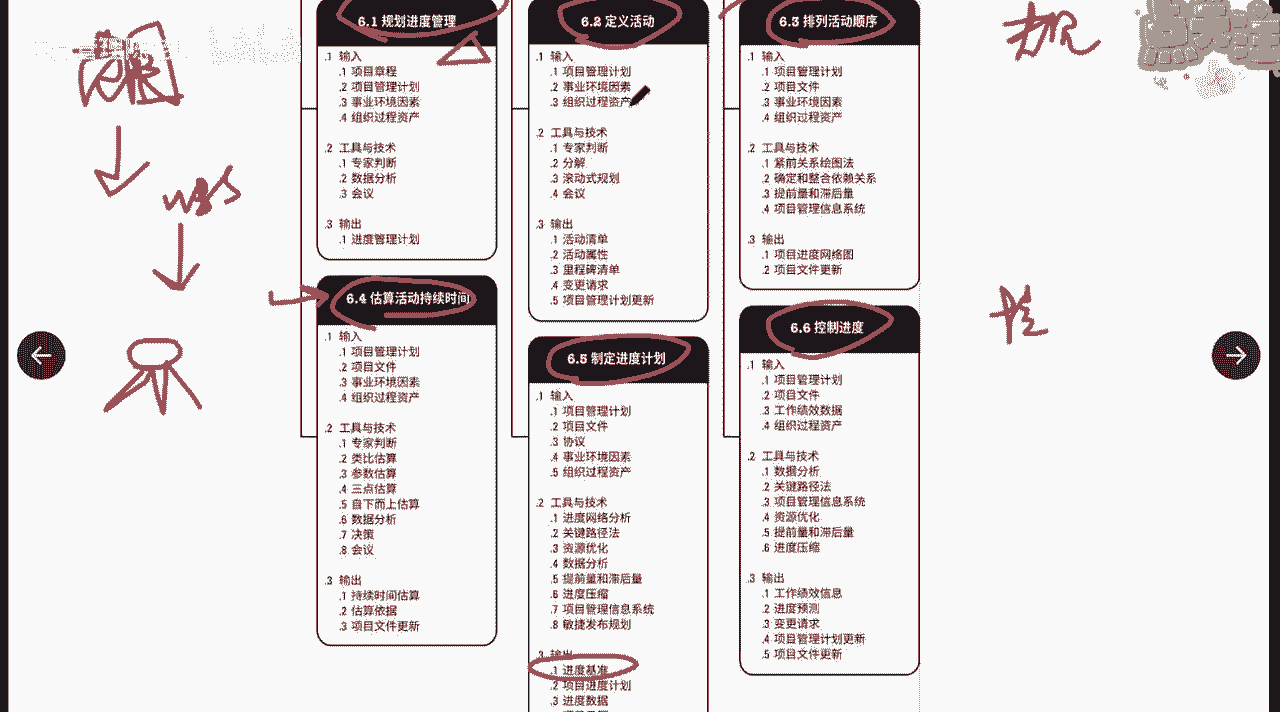 6.1 规划进度管理
.1 输入
.1 项目章程
.2 项目管理计划
.3 事业环境因素
.4 组织过程资产
.2 工具与技术
.1 专家判断
.2 数据分析
.3 会议
.3 输出
.1 进度管理计划
6.2 定义活动
.1 输入
.1 项目管理计划
.2 事业环境因素
.3 组织过程资产
.2 工具与技术
.1 专家判断
.2 分解
.3 滚动式规划
.4 会议
.3 输出
.1 活动清单
.2 活动属性
.3 里程碑清单
.4 变更请求
.5 项目管理计划更新
6.3 排列活动顺序
.1 输入
.1 项目管理计划
.2 项目文件
.3 事业环境因素
.4 组织过程资产
.2 工具与技术
.1 紧前关系绘图法
.2 确定和整合依赖关系
.3 提前量和滞后量
.4 项目管理信息系统
.3 输出
.1 项目进度网络图
.2 项目文件更新
6.4 估算活动持续时间
.1 输入
.1 项目管理计划
.2 项目文件
.3 事业环境因素
.4 组织过程资产
.2 工具与技术
.1 专家判断
.2 类比估算
.3 参数估算
.4 三点估算
.5 自下而上估算
.6 数据分析
.7 决策
.8 会议
.3 输出
.1 持续时间估算
.2 估算依据
.3 项目文件更新
6.5 制定进度计划
.1 输入
.1 项目管理计划
.2 项目文件
.3 协议
.4 事业环境因素
.5 组织过程资产
.2 工具与技术
.1 进度网络分析
.2 关键路径法
.3 资源优化
.4 数据分析
.5 提前量和滞后量
.6 进度压缩
.7 项目管理信息系统
.8 敏捷发布规划
.3 输出
.1 进度基准
.2 项目进度计划
.3 进度数据
6.6 控制进度
.1 输入
.1 项目管理计划
.2 项目文件
.3 工作绩效数据
.4 组织过程资产
.2 工具与技术
.1 数据分析
.2 关键路径法
.3 项目管理信息系统
.4 资源优化
.5 提前量和滞后量
.6 进度压缩
.3 输出
.1 工作绩效信息
.2 进度预测
.3 变更请求
.4 项目管理计划更新
.5 项目文件更新
WBS